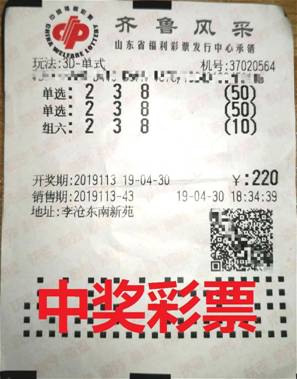 中国福利彩票
CHINA WELFARE LOTTERY
齐鲁风采
山东省福利彩票发行中心承销
玩法:3D-单式 机号:37020564
单选: 2 3 8 (50)
单选: 2 3 8 (50)
组六: 2 3 8 (10)
开奖期:2019113 19-04-30 ¥:220
销售期:2019113-43 19-04-30 18:34:39
地址:李沧东南新苑
中奖彩票